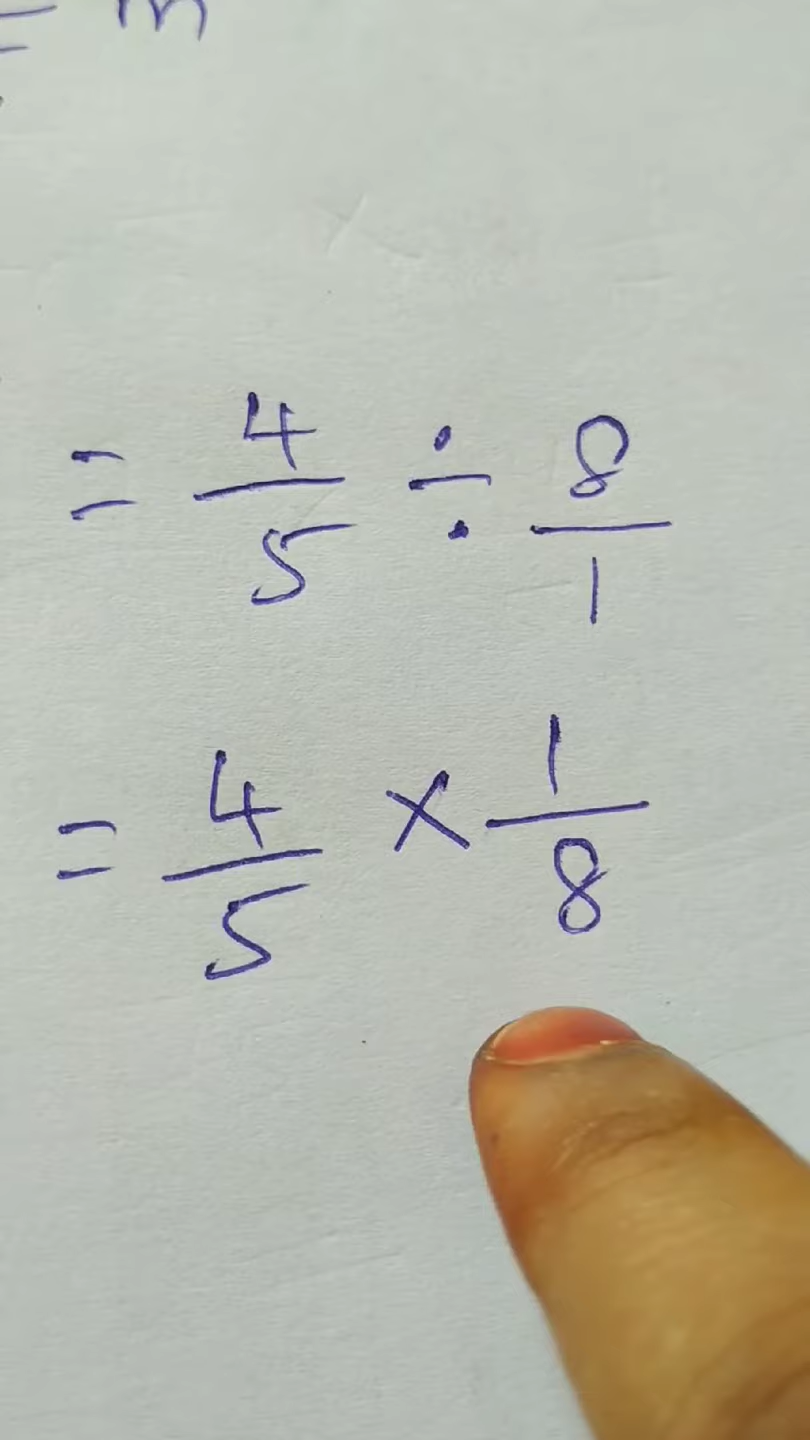 = m
= 4/5 ÷ 8/1
= 4/5 × 1/8